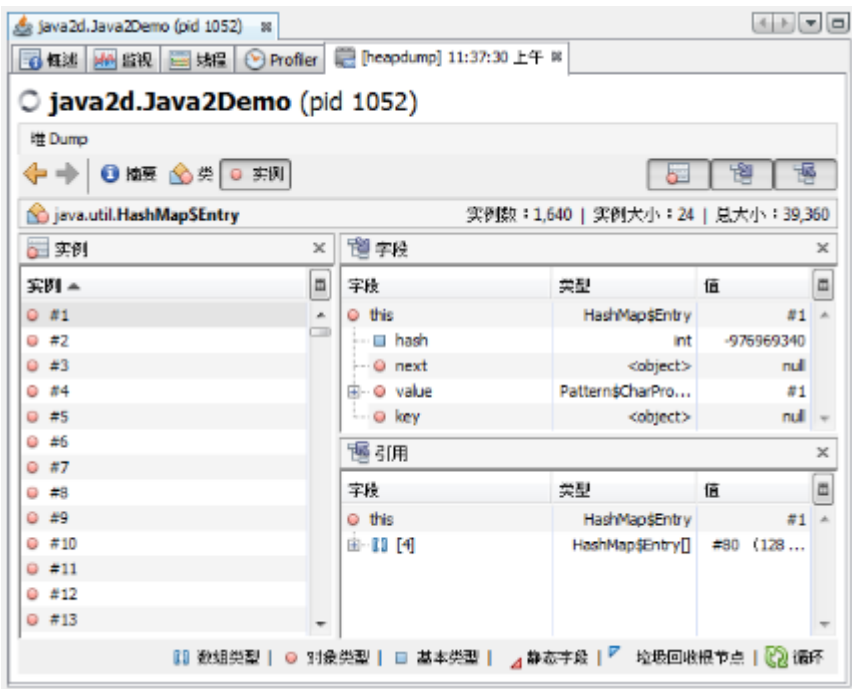 java2d.Java2Demo (pid 1052)
概述 监视 线程 Profiler [heapdump] 11:37:30 上午
java2d.Java2Demo (pid 1052)
堆 Dump
摘要 类 实例
java.util.HashMap$Entry 实例数：1,640 | 实例大小：24 | 总大小：39,360
实例
实例
#1
#2
#3
#4
#5
#6
#7
#8
#9
#10
#11
#12
#13
字段
字段 类型 值
this HashMap$Entry #1
hash int -976969340
next <object> null
value Pattern$CharPro... #1
key <object> null
引用
字段 类型 值
this HashMap$Entry #1
[4] HashMap$Entry[] #80 (128 ...
数组类型 | 对象类型 | 基本类型 | 静态字段 | 垃圾回收根节点 | 循环